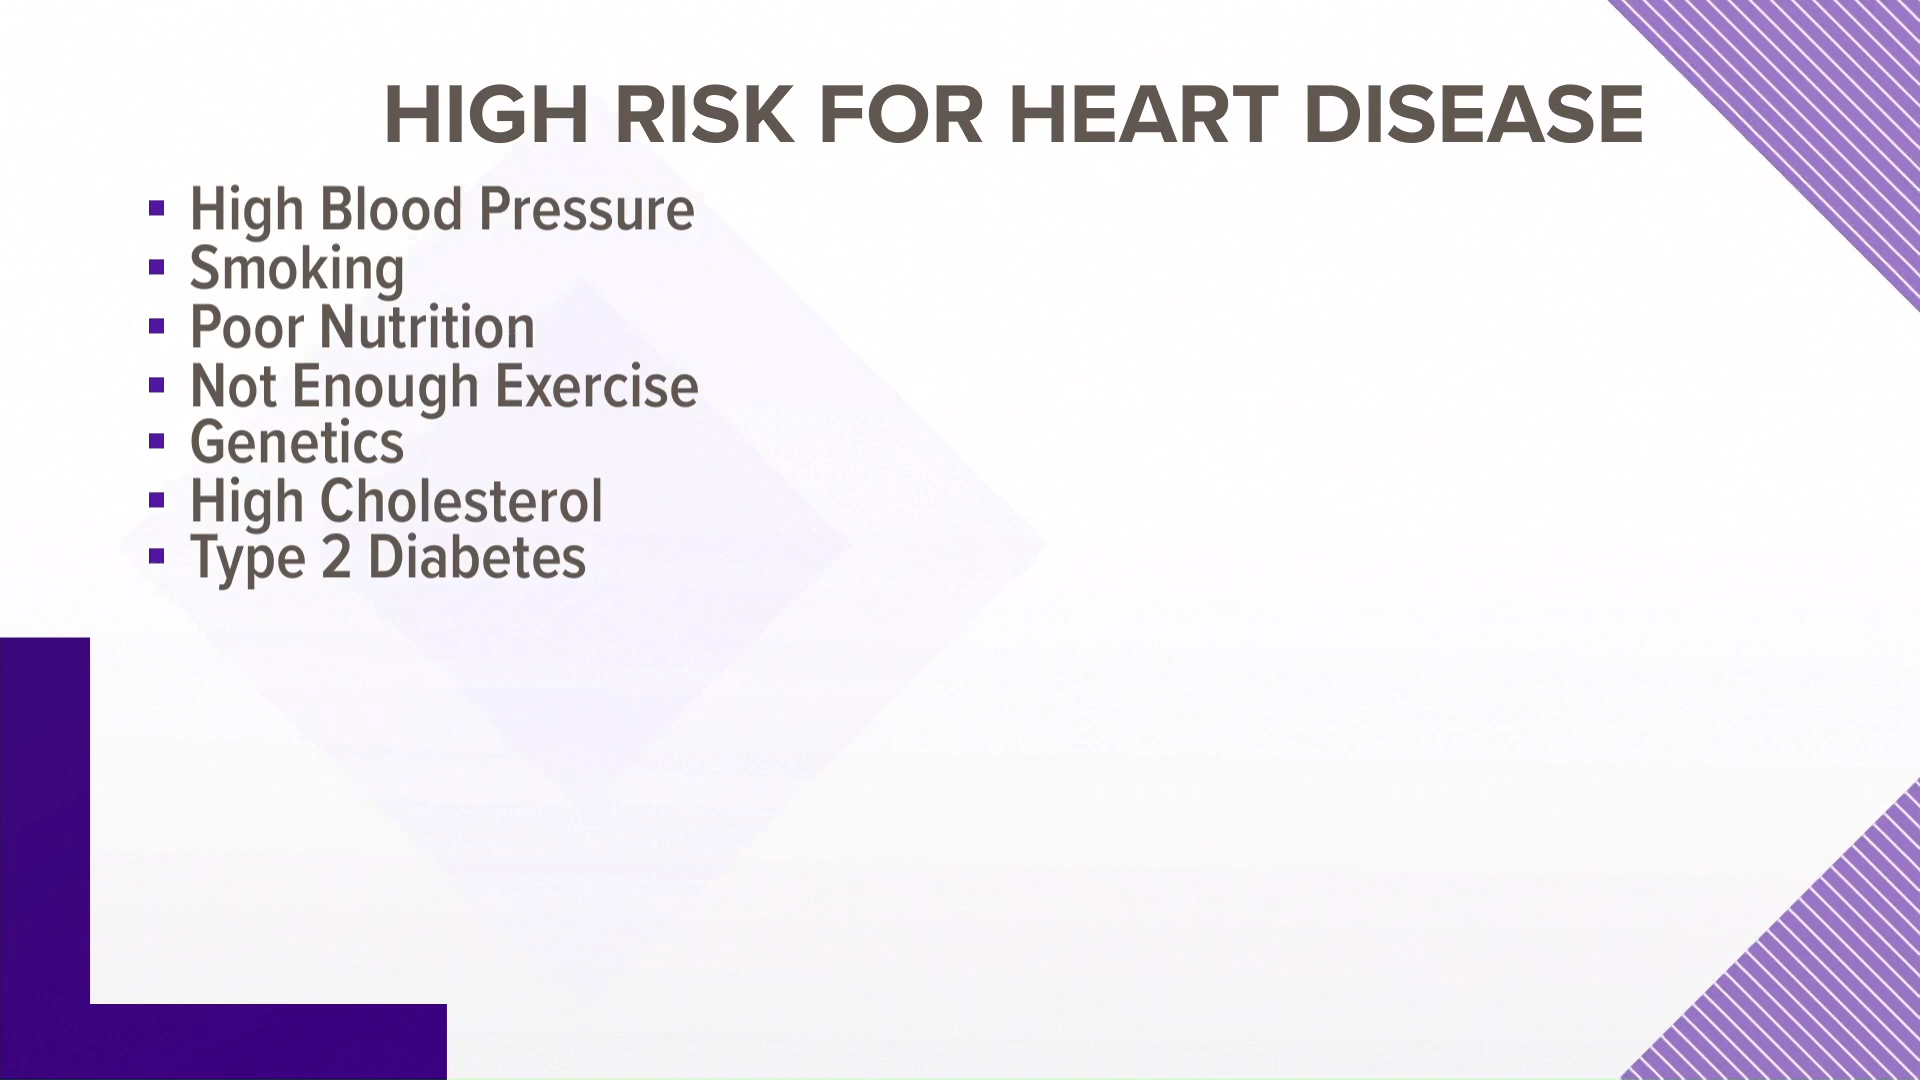 HIGH RISK FOR HEART DISEASE
▪ High Blood Pressure
▪ Smoking
▪ Poor Nutrition
▪ Not Enough Exercise
▪ Genetics
▪ High Cholesterol
▪ Type 2 Diabetes